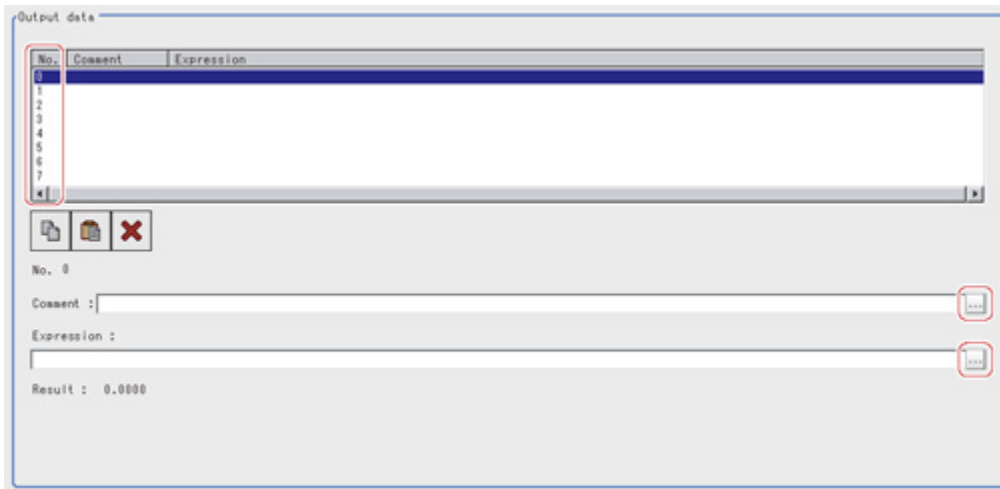 Output data
No. Comment Expression
0
1
2
3
4
5
6
7
No. 0
Comment : ...
Expression :
...
Result : 0.0000